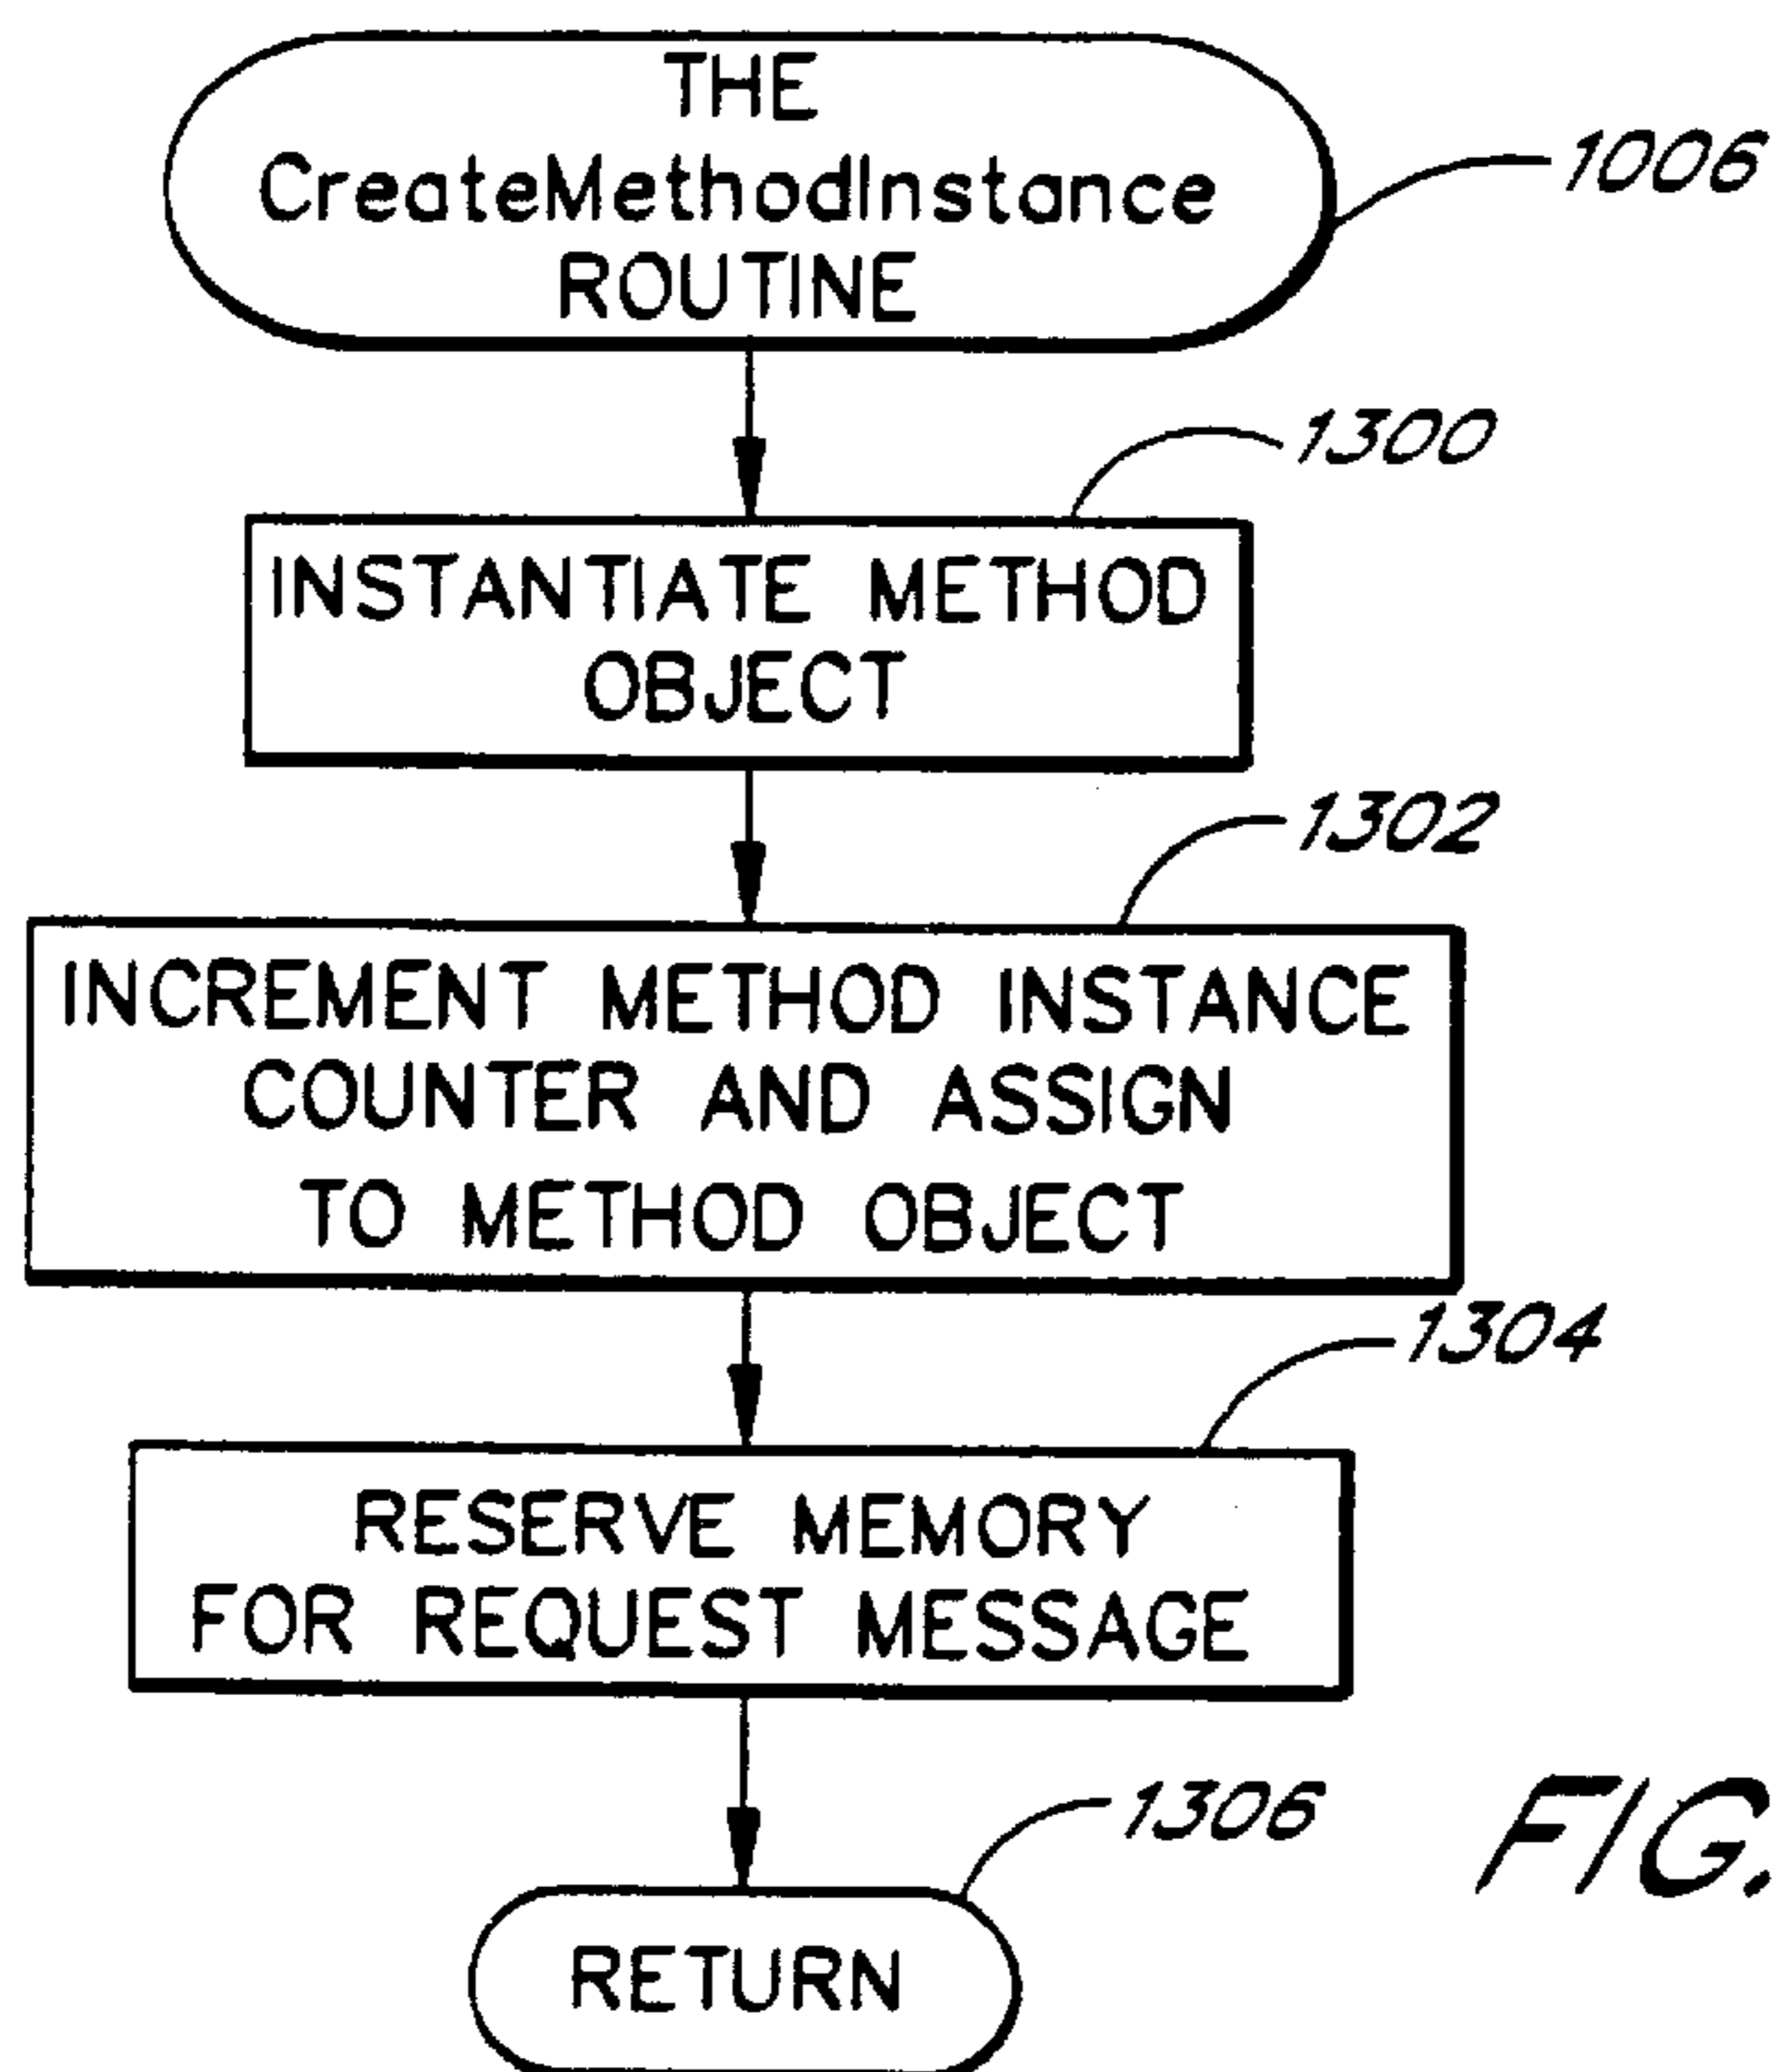 THE
CreateMethodInstance
ROUTINE
1006
1300
INSTANTIATE METHOD
OBJECT
1302
INCREMENT METHOD INSTANCE
COUNTER AND ASSIGN
TO METHOD OBJECT
1304
RESERVE MEMORY
FOR REQUEST MESSAGE
1306
RETURN
FIG.